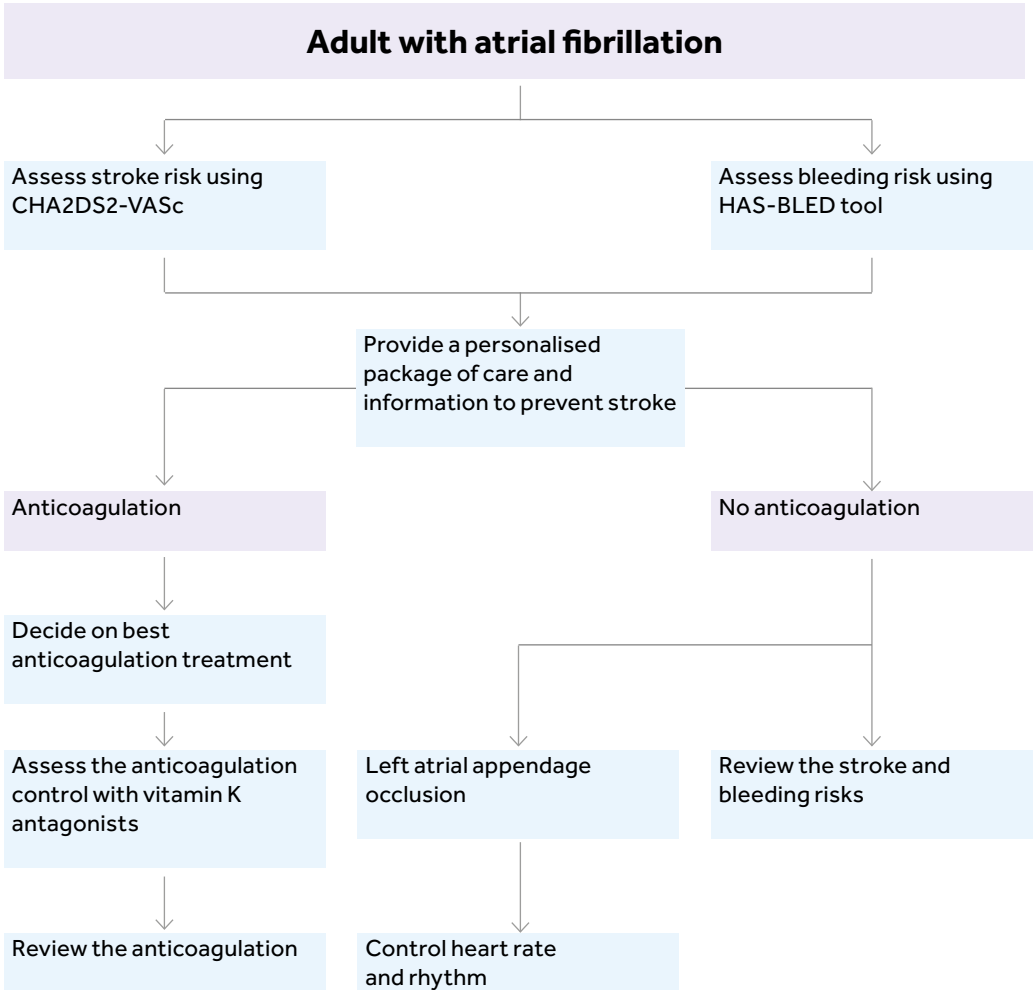 Adult with atrial fibrillation
Assess stroke risk using
CHA2DS2-VASc
Assess bleeding risk using
HAS-BLED tool
Provide a personalised
package of care and
information to prevent stroke
Anticoagulation
No anticoagulation
Decide on best
anticoagulation treatment
Assess the anticoagulation
control with vitamin K
antagonists
Left atrial appendage
occlusion
Review the stroke and
bleeding risks
Review the anticoagulation
Control heart rate
and rhythm